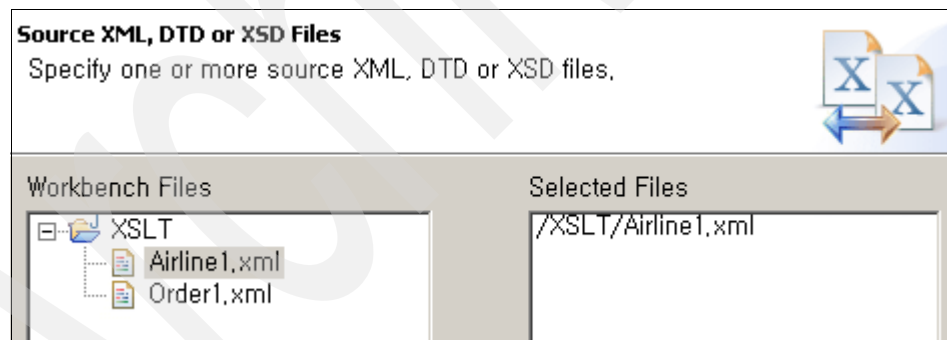 Source XML, DTD or XSD Files
Specify one or more source XML, DTD or XSD files,
Workbench Files
Selected Files
XSLT
/XSLT/Airline1,xml
Airline1,xml
Order1,xml